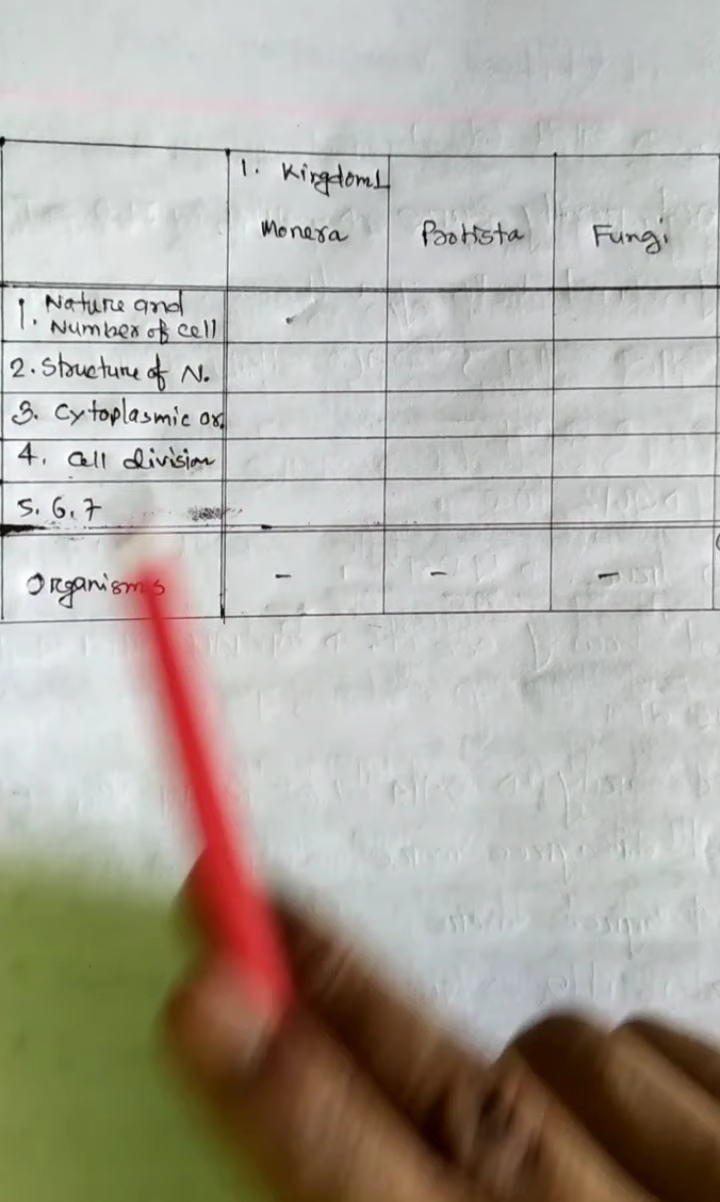 1. Kingdom1
Monera Protista Fungi
1. Nature and
Number of cell
2. Structure of N.
3. Cytoplasmic or.
4. Cell division
5. 6. 7
Organisms - - -